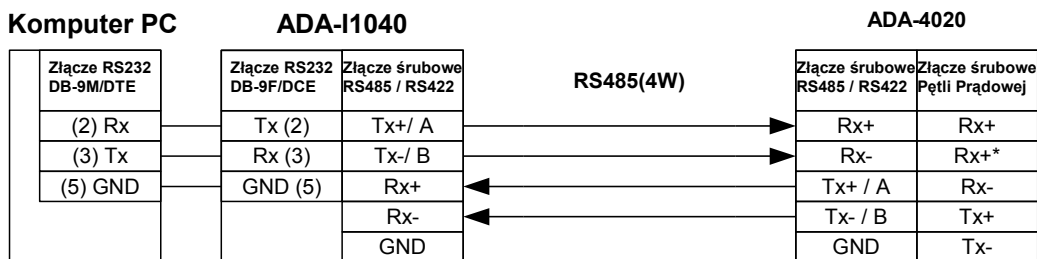 Komputer PC
ADA-I1040
ADA-4020
Złącze RS232
DB-9M/DTE
Złącze RS232
DB-9F/DCE
Złącze śrubowe
RS485 / RS422
RS485(4W)
Złącze śrubowe
RS485 / RS422
Złącze śrubowe
Pętli Prądowej
(2) Rx
Tx (2)
Tx+/ A
Rx+
Rx+
(3) Tx
Rx (3)
Tx-/ B
Rx-
Rx+*
(5) GND
GND (5)
Rx+
Tx+ / A
Rx-
Rx-
Tx- / B
Tx+
GND
GND
Tx-